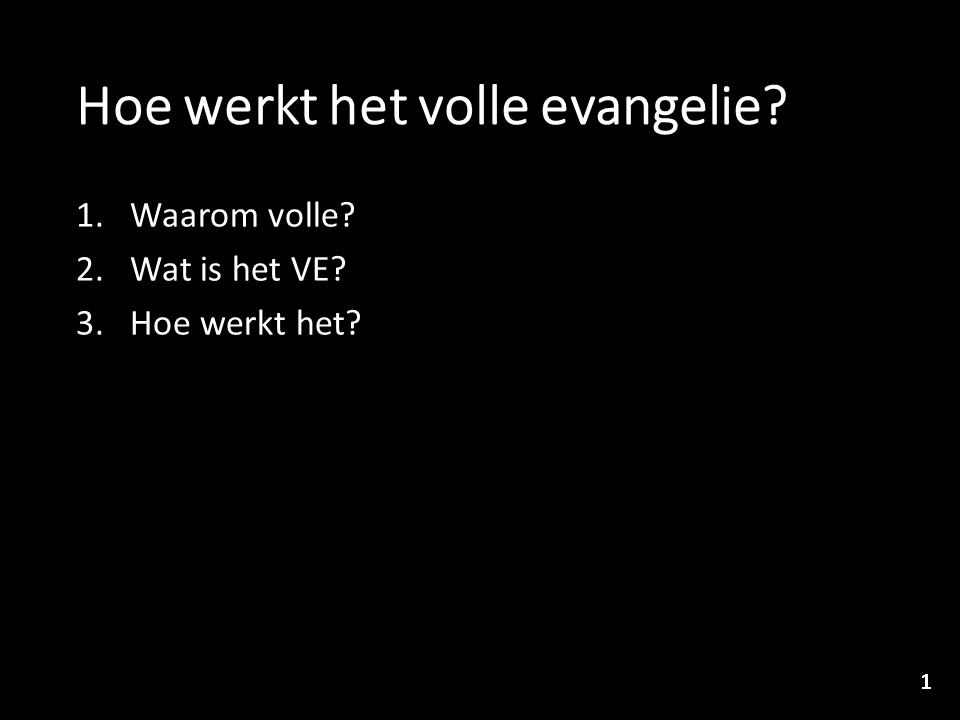 Hoe werkt het volle evangelie?
1. Waarom volle?
2. Wat is het VE?
3. Hoe werkt het?
1